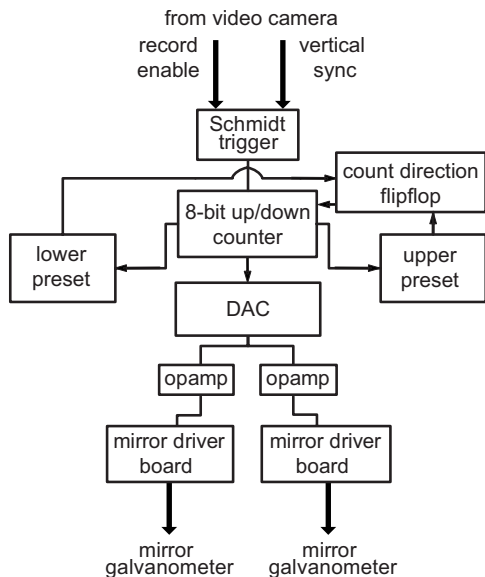 from video camera
record
enable
vertical
sync
Schmidt
trigger
count direction
flipflop
8-bit up/down
counter
lower
preset
upper
preset
DAC
opamp
opamp
mirror driver
board
mirror driver
board
mirror
galvanometer
mirror
galvanometer